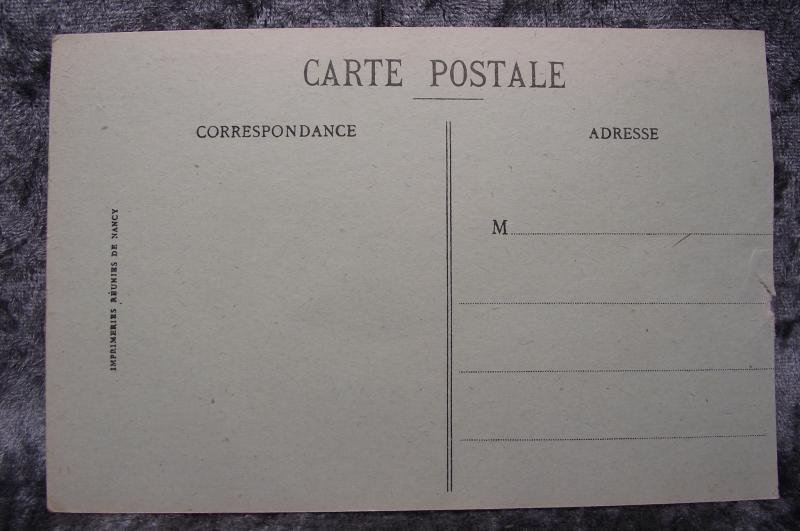 CARTE POSTALE
CORRESPONDANCE
ADRESSE
M
IMPRIMERIES RÉUNIES DE NANCY